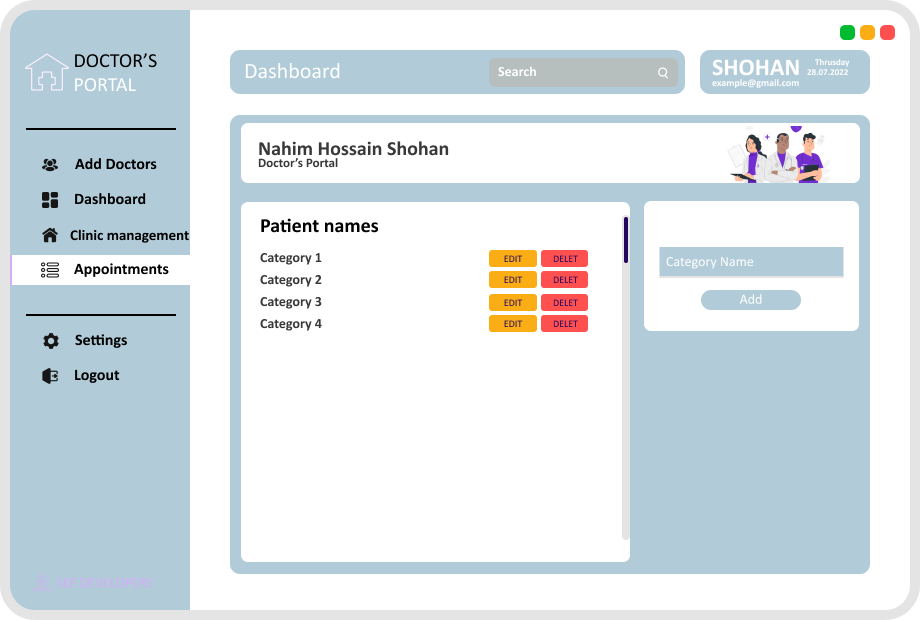 DOCTOR'S
PORTAL
Add Doctors
Dashboard
Clinic management
Appointments
Settings
Logout
Dashboard
Search
SHOHAN
Thrusday
28.07.2022
example@gmail.com
Nahim Hossain Shohan
Doctor's Portal
Patient names
Category 1 EDIT DELET
Category 2 EDIT DELET
Category 3 EDIT DELET
Category 4 EDIT DELET
Category Name
Add